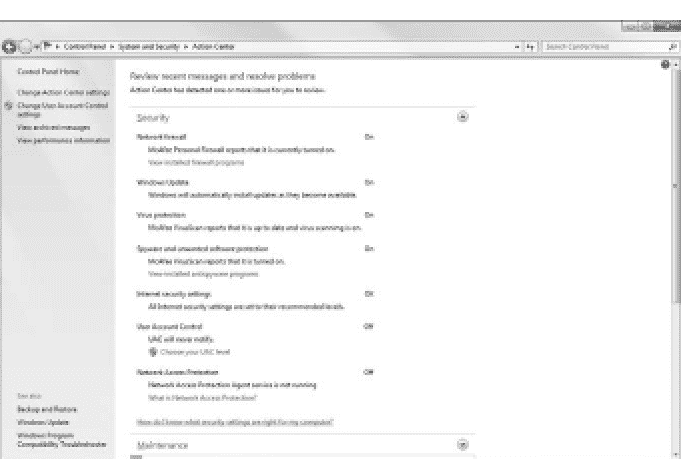 Control Panel ▸ System and Security ▸ Action Center
Search Control Panel
Control Panel Home
Change Action Center settings
Change User Account Control
settings
View archived messages
View performance information
Review recent messages and resolve problems
Action Center has detected one or more issues for you to review.
Security
Network firewall On
McAfee Personal Firewall reports that it is currently turned on.
View installed firewall programs
Windows Update On
Windows will automatically install updates as they become available.
Virus protection On
McAfee VirusScan reports that it is up to date and virus scanning is on.
Spyware and unwanted software protection On
McAfee VirusScan reports that it is turned on.
View installed antispyware programs
Internet security settings OK
All Internet security settings are set to their recommended levels.
User Account Control Off
UAC will never notify.
Choose your UAC level
Network Access Protection Off
Network Access Protection Agent service is not running
What is Network Access Protection?
How do I know what security settings are right for my computer?
Maintenance
See also
Backup and Restore
Windows Update
Windows Program
Compatibility Troubleshooter